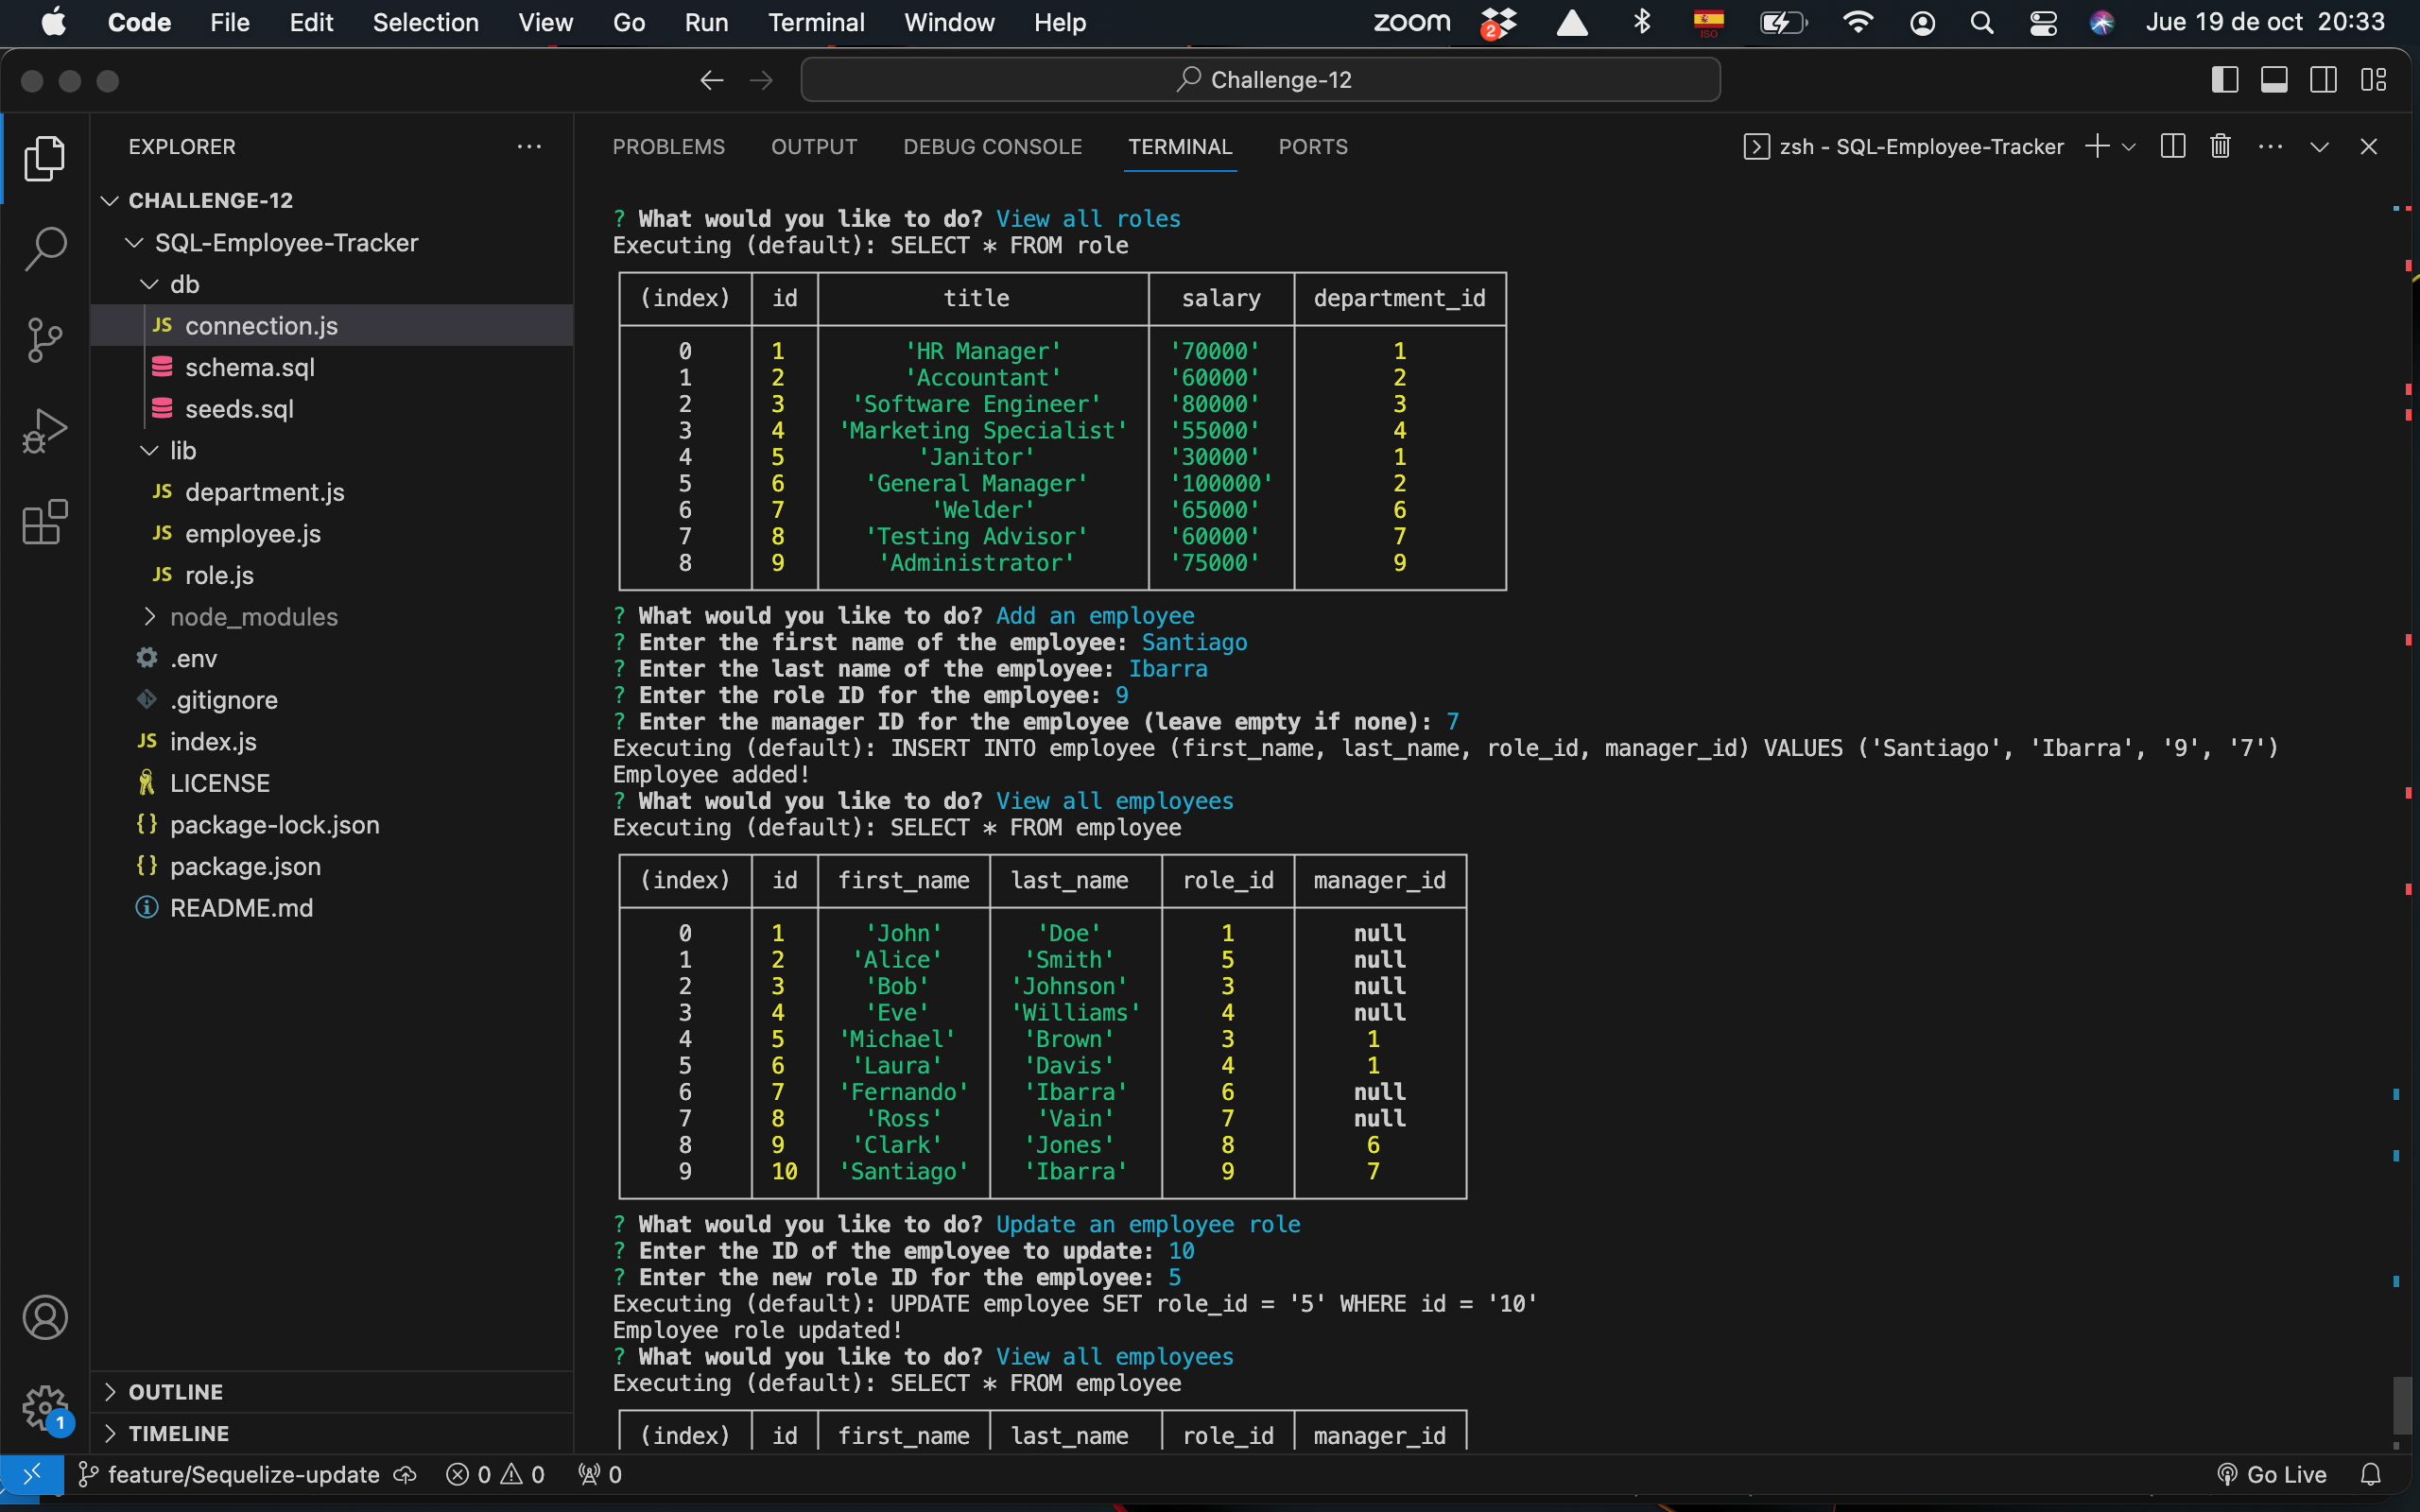 Code File Edit Selection View Go Run Terminal Window Help zoom 2 ISO Jue 19 de oct 20:33
Challenge-12
EXPLORER
CHALLENGE-12
SQL-Employee-Tracker
db
JS connection.js
schema.sql
seeds.sql
lib
JS department.js
JS employee.js
JS role.js
node_modules
.env
.gitignore
JS index.js
LICENSE
{} package-lock.json
{} package.json
README.md
OUTLINE
TIMELINE
1
PROBLEMS OUTPUT DEBUG CONSOLE TERMINAL PORTS zsh - SQL-Employee-Tracker
? What would you like to do? View all roles
Executing (default): SELECT * FROM role
(index) id title salary department_id
0 1 'HR Manager' '70000' 1
1 2 'Accountant' '60000' 2
2 3 'Software Engineer' '80000' 3
3 4 'Marketing Specialist' '55000' 4
4 5 'Janitor' '30000' 1
5 6 'General Manager' '100000' 2
6 7 'Welder' '65000' 6
7 8 'Testing Advisor' '60000' 7
8 9 'Administrator' '75000' 9
? What would you like to do? Add an employee
? Enter the first name of the employee: Santiago
? Enter the last name of the employee: Ibarra
? Enter the role ID for the employee: 9
? Enter the manager ID for the employee (leave empty if none): 7
Executing (default): INSERT INTO employee (first_name, last_name, role_id, manager_id) VALUES ('Santiago', 'Ibarra', '9', '7')
Employee added!
? What would you like to do? View all employees
Executing (default): SELECT * FROM employee
(index) id first_name last_name role_id manager_id
0 1 'John' 'Doe' 1 null
1 2 'Alice' 'Smith' 5 null
2 3 'Bob' 'Johnson' 3 null
3 4 'Eve' 'Williams' 4 null
4 5 'Michael' 'Brown' 3 1
5 6 'Laura' 'Davis' 4 1
6 7 'Fernando' 'Ibarra' 6 null
7 8 'Ross' 'Vain' 7 null
8 9 'Clark' 'Jones' 8 6
9 10 'Santiago' 'Ibarra' 9 7
? What would you like to do? Update an employee role
? Enter the ID of the employee to update: 10
? Enter the new role ID for the employee: 5
Executing (default): UPDATE employee SET role_id = '5' WHERE id = '10'
Employee role updated!
? What would you like to do? View all employees
Executing (default): SELECT * FROM employee
(index) id first_name last_name role_id manager_id
feature/Sequelize-update 0 0 0 Go Live